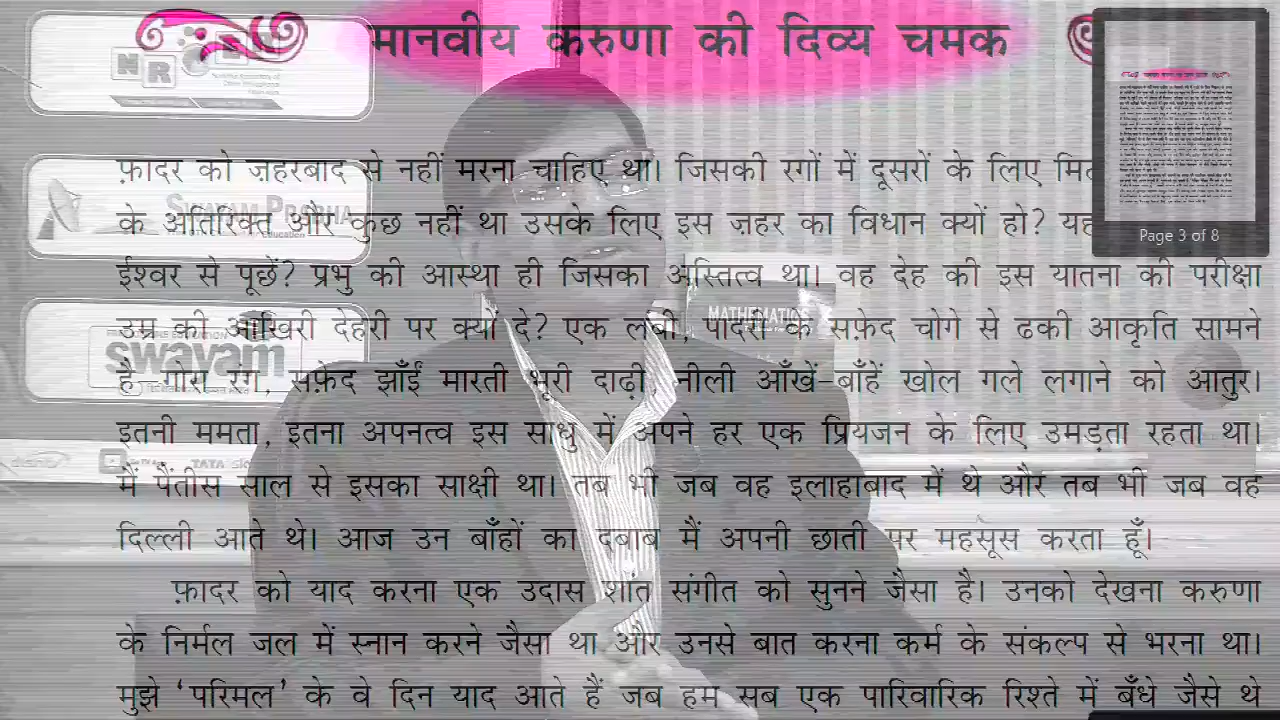 मानवीय करुणा की दिव्य चमक
फ़ादर को जहरबाद से नहीं मरना चाहिए था। जिसकी रगों में दूसरों के लिए
के अतिरिक्त और कुछ नहीं था उसके लिए इस ज़हर का विधान क्यों हो? यह
Page 3 of 8
ईश्वर से पूछें? प्रभु की आस्था ही जिसका अस्तित्व था। वह देह की इस यातना की परीक्षा
उम्र की आखिरी देहरी पर क्यों दे? एक लंबी, पादरी के सफ़ेद चोगे से ढकी आकृति सामने
है- गोरा रंग, सफ़ेद झाँईं मारती भूरी दाढ़ी, नीली आँखें–बाँहें खोल गले लगाने को आतुर।
इतनी ममता, इतना अपनत्व इस साधु में अपने हर एक प्रियजन के लिए उमड़ता रहता था।
मैं पैंतीस साल से इसका साक्षी था। तब भी जब वह इलाहाबाद में थे और तब भी जब वह
दिल्ली आते थे। आज उन बाँहों का दबाब मैं अपनी छाती पर महसूस करता हूँ।
फ़ादर को याद करना एक उदास शांत संगीत को सुनने जैसा है। उनको देखना करुणा
के निर्मल जल में स्नान करने जैसा था और उनसे बात करना कर्म के संकल्प से भरना था।
मुझे ‘परिमल’ के वे दिन याद आते हैं जब हम सब एक पारिवारिक रिश्ते में बँधे जैसे थे
SWAYAM PRABHA
swayam
MATHEMATICS
TATA